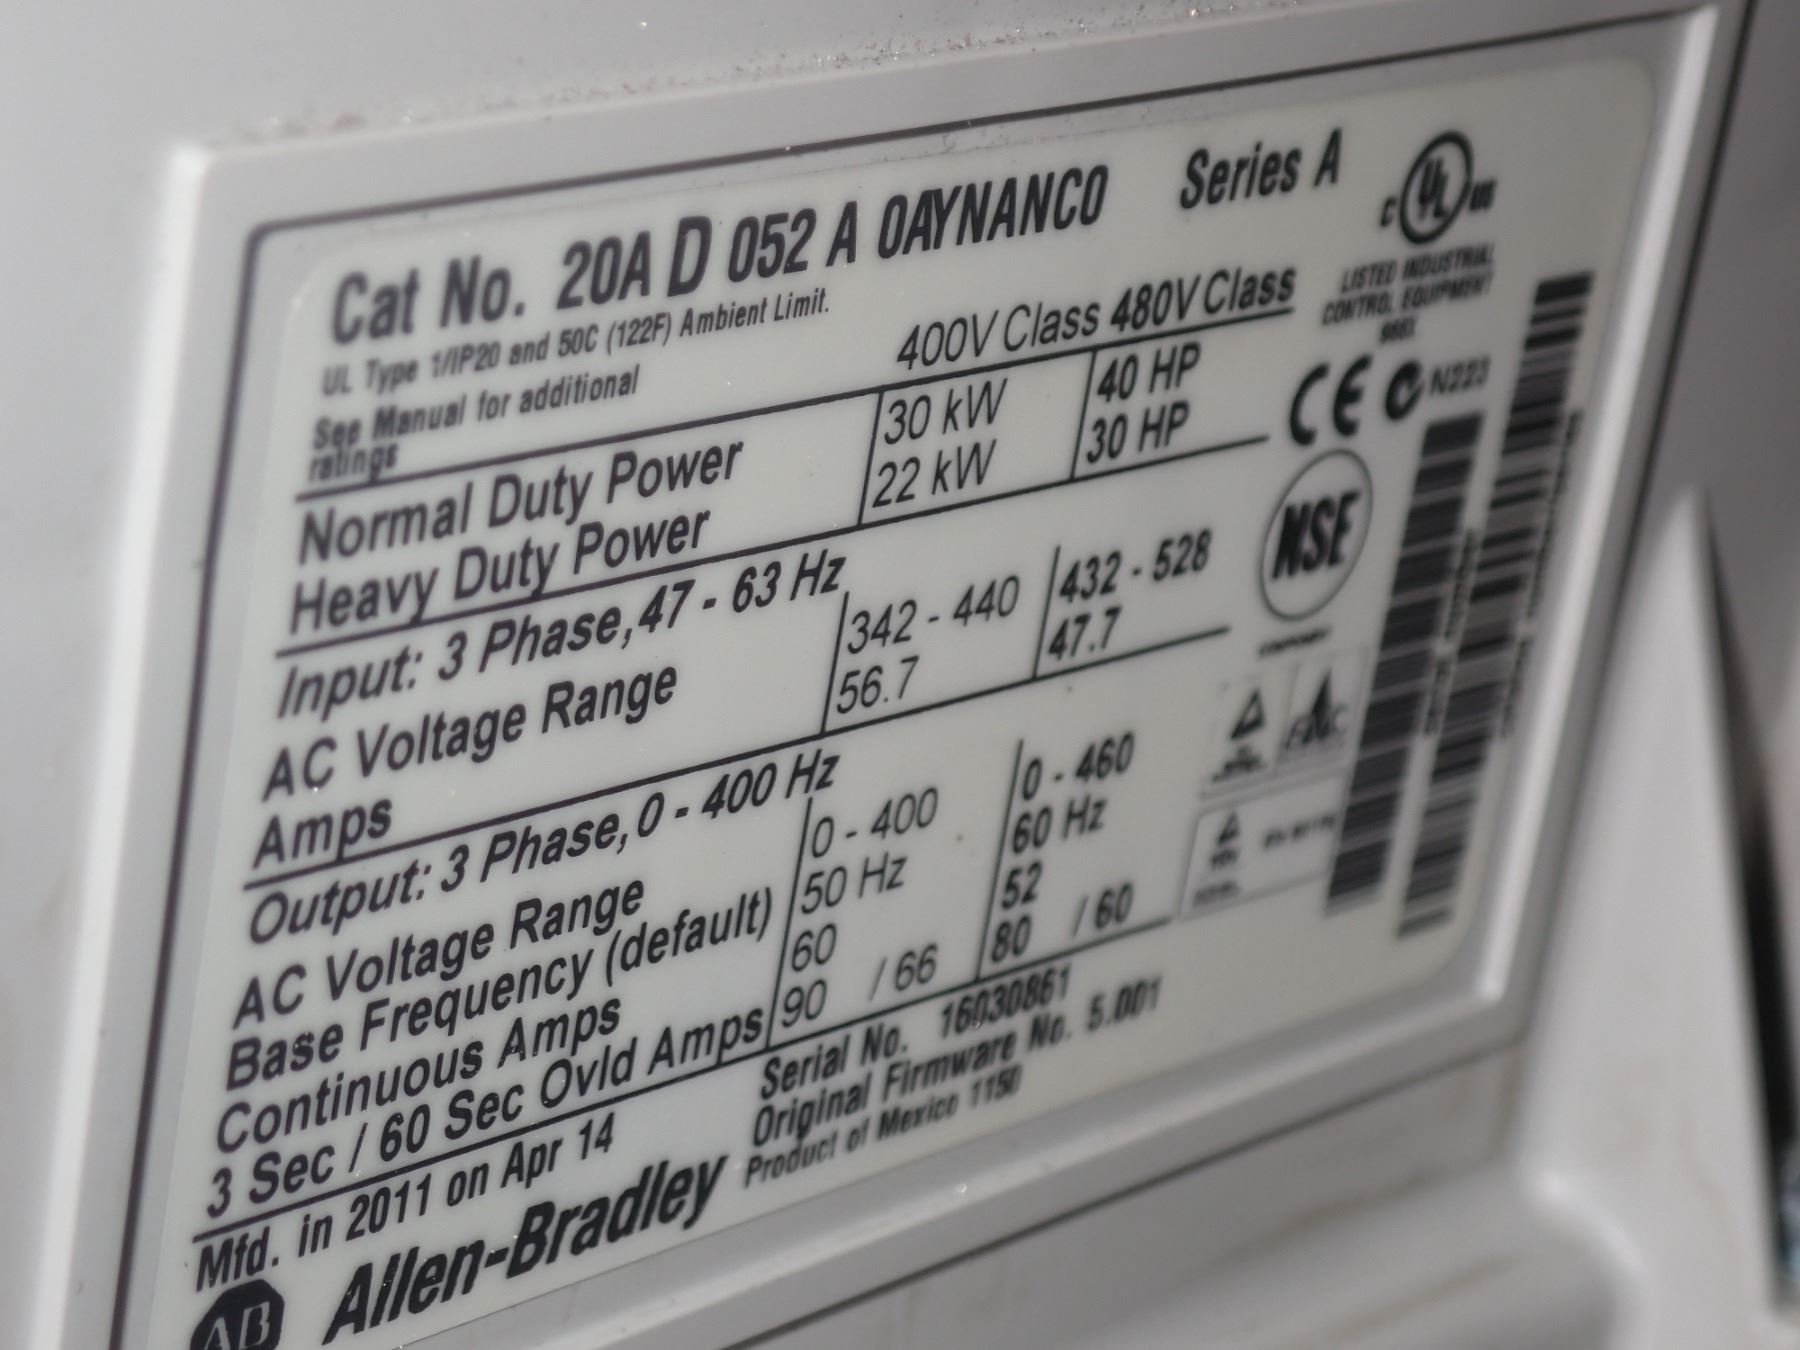 Cat No. 20A D 052 A 0AYNANC0 Series A
UL Type 1/IP20 and 50C (122F) Ambient Limit.
See Manual for additional
ratings
400V Class 480V Class
Normal Duty Power 30 kW 40 HP
Heavy Duty Power 22 kW 30 HP
Input: 3 Phase, 47 - 63 Hz
AC Voltage Range 342 - 440 432 - 528
Amps 56.7 47.7
Output: 3 Phase, 0 - 400 Hz
AC Voltage Range 0 - 400 0 - 460
Base Frequency (default) 50 Hz 60 Hz
Continuous Amps 60 52
3 Sec / 60 Sec Ovld Amps 90 / 66 80 / 60
Mfd. in 2011 on Apr 14
Serial No. 16030861
Original Firmware No. 5.001
Product of Mexico 1150
AB Allen-Bradley
C UL US
LISTED INDUSTRIAL
CONTROL EQUIPMENT
CE N223
NSF